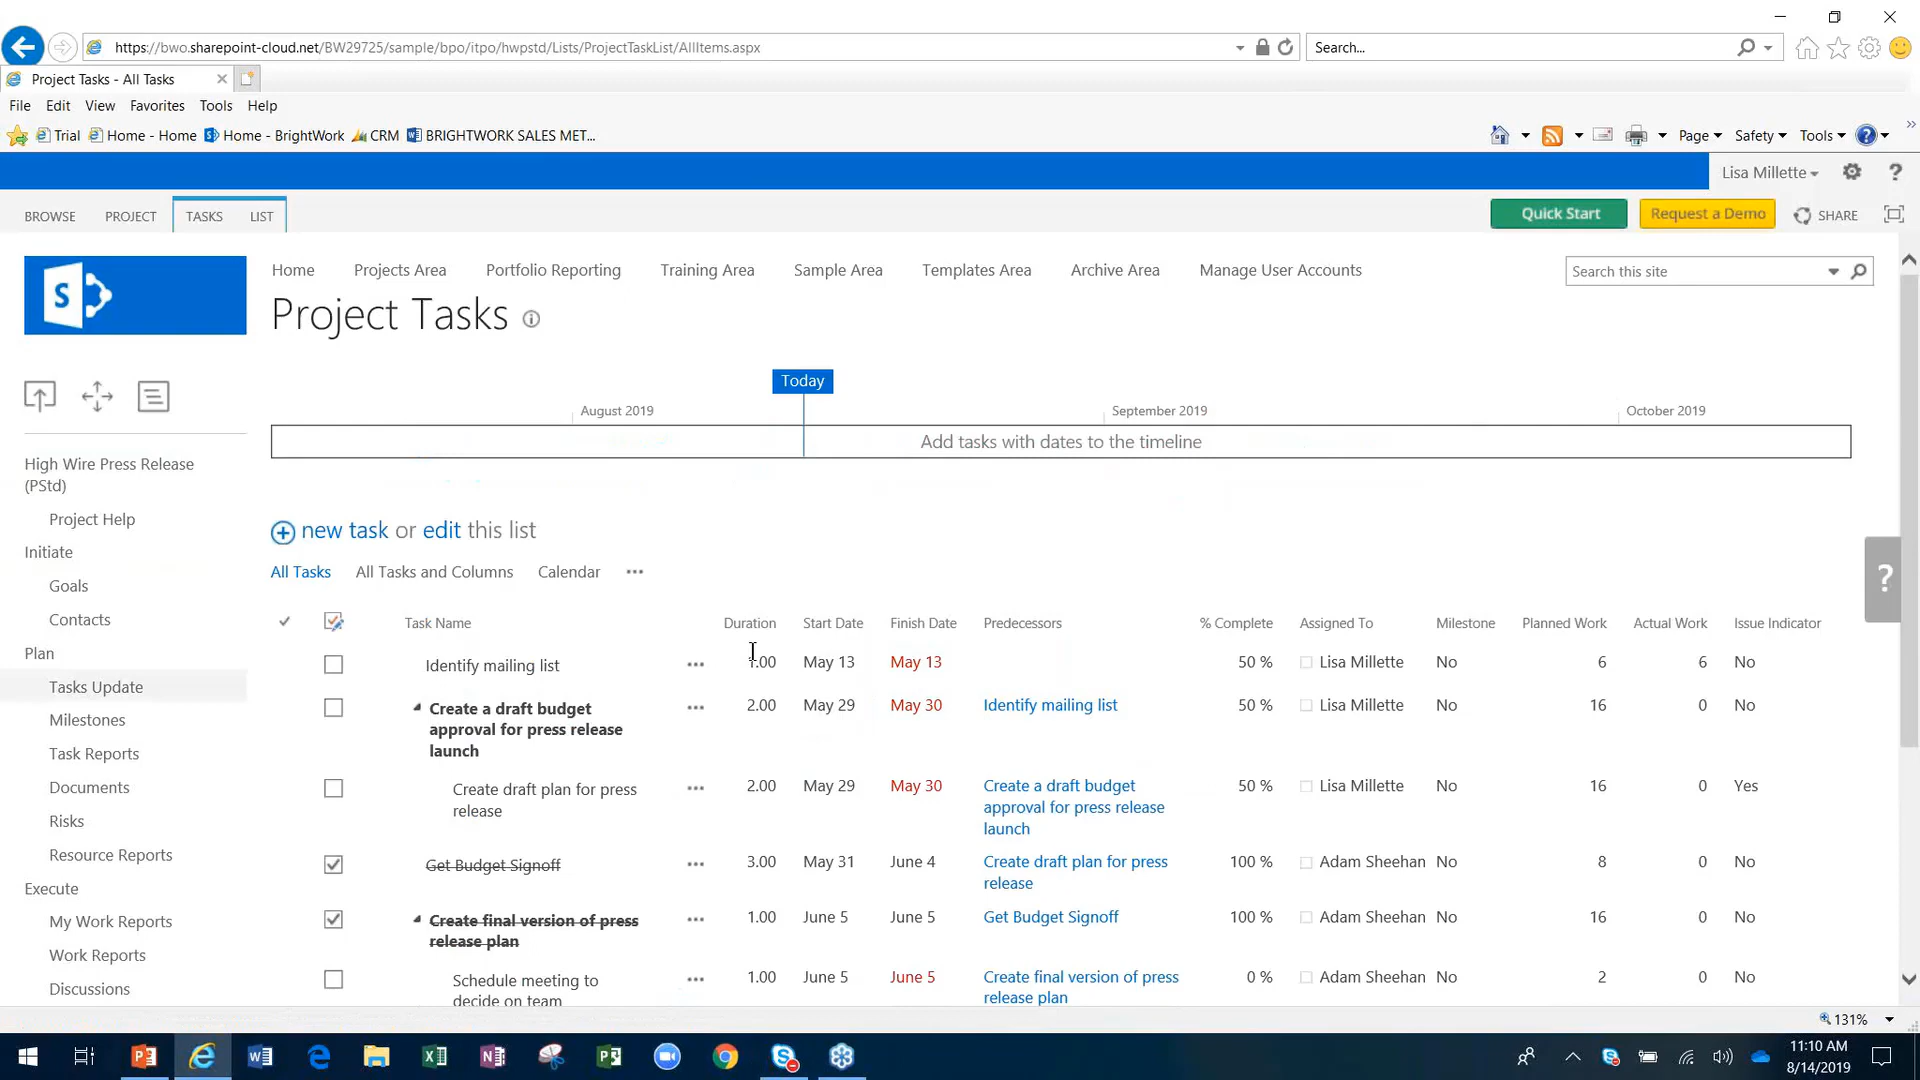 https://bwo.sharepoint-cloud.net/BW29725/sample/bpo/itpo/hwpstd/Lists/ProjectTaskList/AllItems.aspx
Search...
Project Tasks - All Tasks
File Edit View Favorites Tools Help
Trial Home - Home Home - BrightWork CRM BRIGHTWORK SALES MET...
Page Safety Tools
Lisa Millette
BROWSE PROJECT TASKS LIST
Quick Start Request a Demo SHARE
Home Projects Area Portfolio Reporting Training Area Sample Area Templates Area Archive Area Manage User Accounts
Search this site
Project Tasks
Today
August 2019 September 2019 October 2019
Add tasks with dates to the timeline
High Wire Press Release
(PStd)
Project Help
Initiate
Goals
Contacts
Plan
Tasks Update
Milestones
Task Reports
Documents
Risks
Resource Reports
Execute
My Work Reports
Work Reports
Discussions
new task or edit this list
All Tasks All Tasks and Columns Calendar ...
Task Name Duration Start Date Finish Date Predecessors % Complete Assigned To Milestone Planned Work Actual Work Issue Indicator
Identify mailing list ... 1.00 May 13 May 13 50 % Lisa Millette No 6 6 No
Create a draft budget ... 2.00 May 29 May 30 Identify mailing list 50 % Lisa Millette No 16 0 No
approval for press release
launch
Create draft plan for press ... 2.00 May 29 May 30 Create a draft budget 50 % Lisa Millette No 16 0 Yes
release approval for press release
launch
Get Budget Signoff ... 3.00 May 31 June 4 Create draft plan for press 100 % Adam Sheehan No 8 0 No
release
Create final version of press ... 1.00 June 5 June 5 Get Budget Signoff 100 % Adam Sheehan No 16 0 No
release plan
Schedule meeting to ... 1.00 June 5 June 5 Create final version of press 0 % Adam Sheehan No 2 0 No
decide on team release plan
?
131%
11:10 AM
8/14/2019